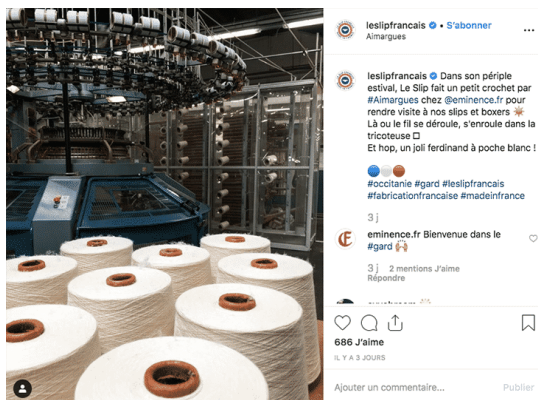 leslipfrancais • S'abonner
Aimargues
leslipfrancais Dans son périple
estival, Le Slip fait un petit crochet par
#Aimargues chez @eminence.fr pour
rendre visite à nos slips et boxers
Là ou le fil se déroule, s'enroule dans la
tricoteuse
Et hop, un joli ferdinand à poche blanc !
#occitanie #gard #leslipfrancais
#fabricationfrancaise #madeinfrance
3 j
eminence.fr Bienvenue dans le
#gard
3 j 2 mentions J'aime
Répondre
686 J'aime
IL Y A 3 JOURS
Ajouter un commentaire... Publier